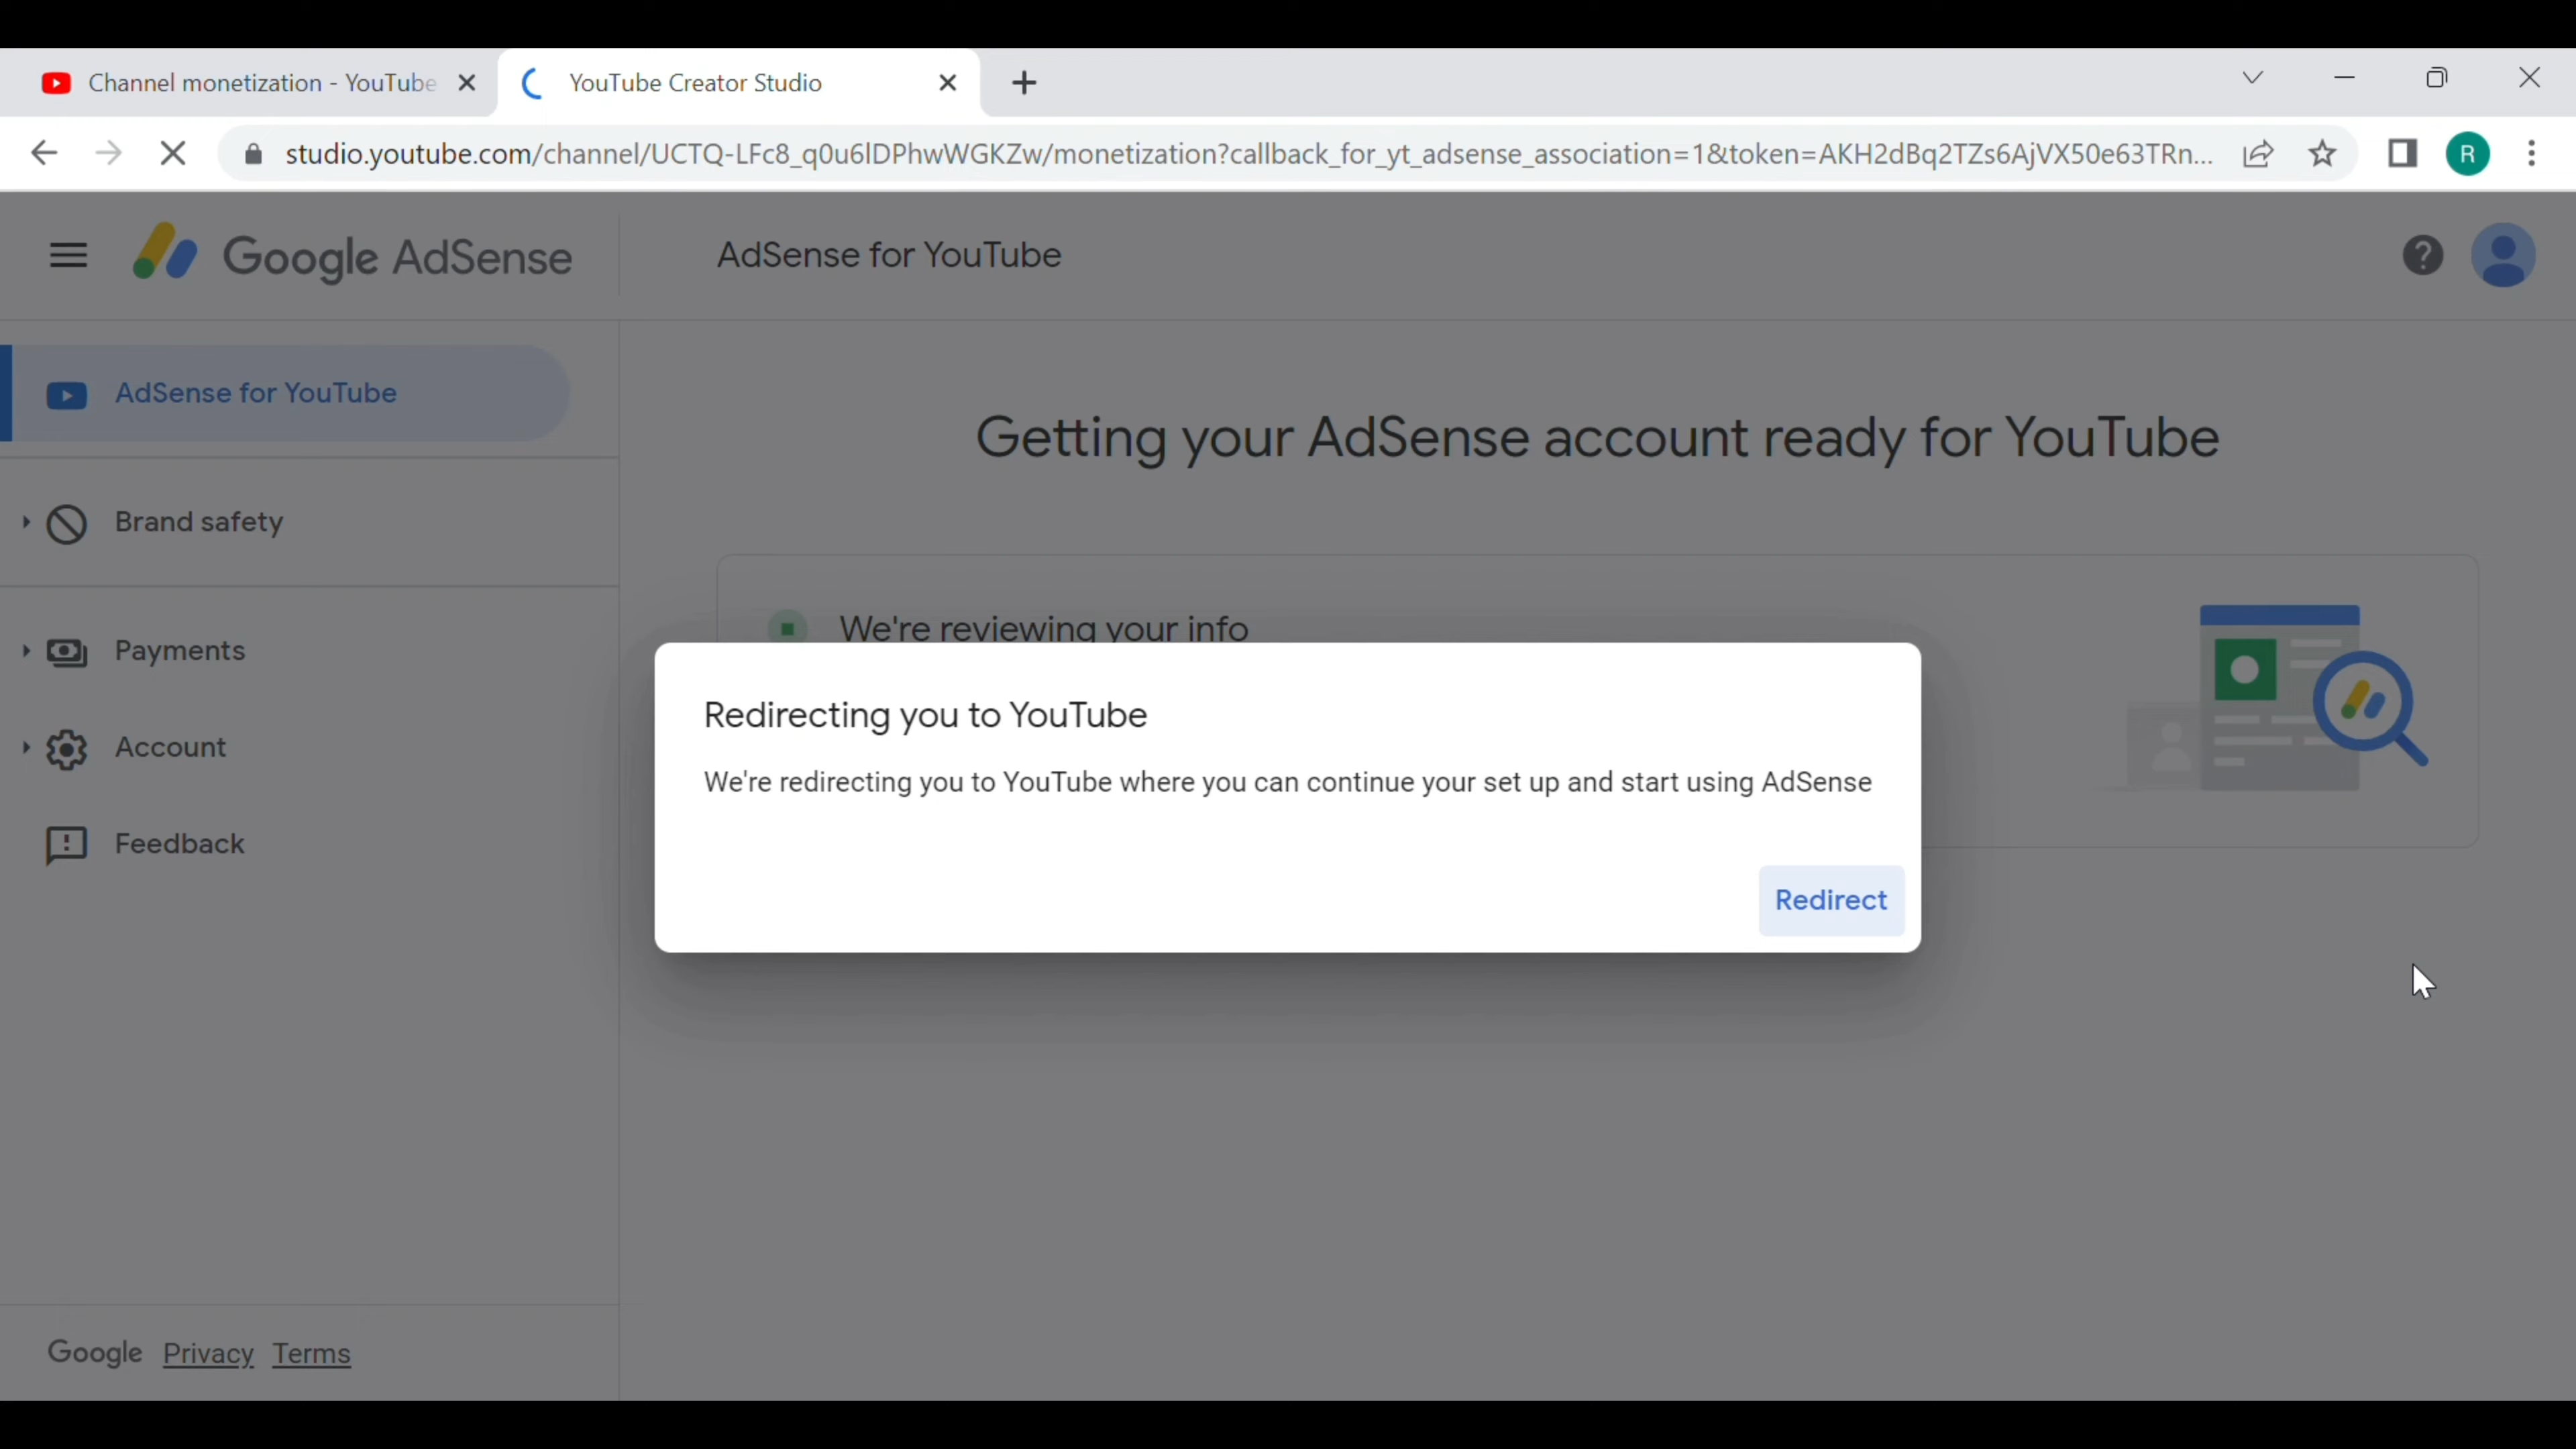 Channel monetization - YouTube
YouTube Creator Studio
studio.youtube.com/channel/UCTQ-LFc8_q0u6lDPhwWGKZw/monetization?callback_for_yt_adsense_association=1&token=AKH2dBq2TZs6AjVX50e63TRn...
R
Google AdSense
AdSense for YouTube
AdSense for YouTube
Brand safety
Payments
Account
Feedback
Getting your AdSense account ready for YouTube
We're reviewing your info
Redirecting you to YouTube
We're redirecting you to YouTube where you can continue your set up and start using AdSense
Redirect
Google Privacy Terms